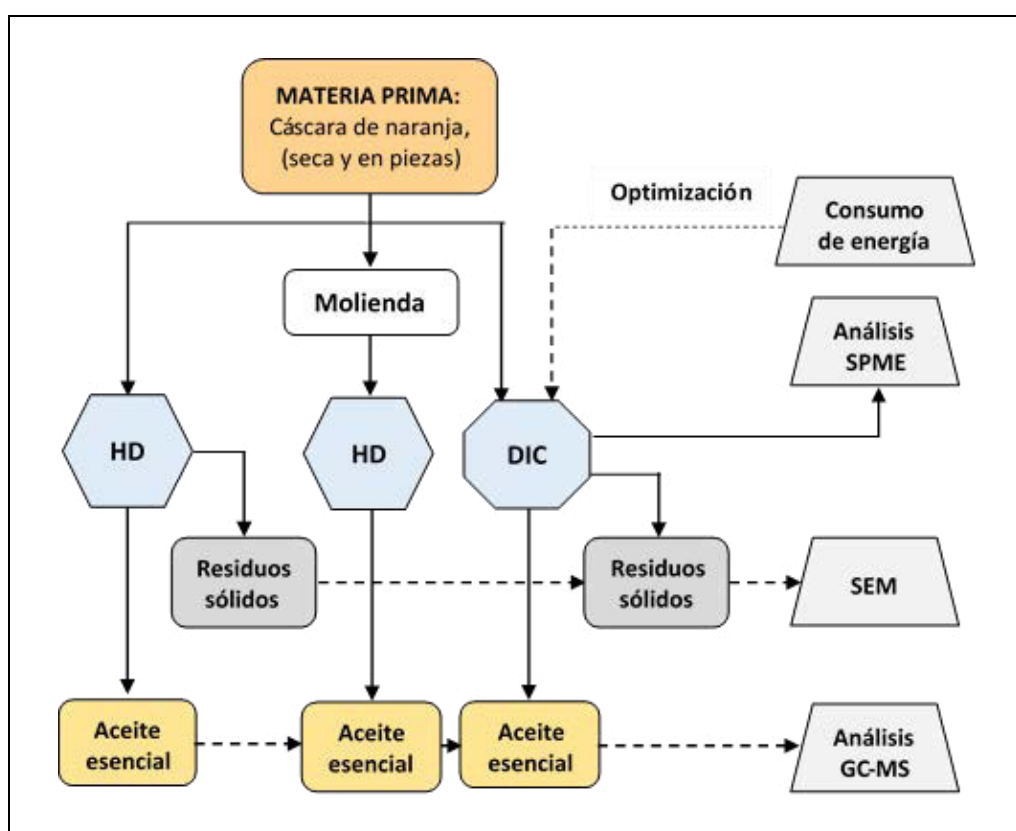 MATERIA PRIMA:
Cáscara de naranja,
(seca y en piezas)
Optimización
Consumo
de energía
Molienda
Análisis
SPME
HD
HD
DIC
Residuos
sólidos
Residuos
sólidos
SEM
Aceite
esencial
Aceite
esencial
Aceite
esencial
Análisis
GC-MS